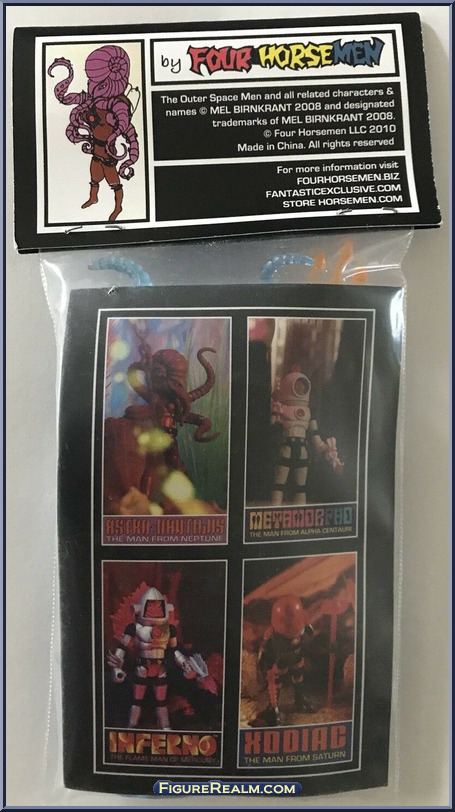 by FOUR HORSEMEN
The Outer Space Men and all related characters &
names © MEL BIRNKRANT 2008 and designated
trademarks of MEL BIRNKRANT 2008.
© Four Horsemen LLC 2010
Made in China. All rights reserved
For more information visit
FOURHORSEMEN.BIZ
FANTASTICEXCLUSIVE.COM
STORE HORSEMEN.COM
ASTRO-NAUTILUS
THE MAN FROM NEPTUNE
METAMORPHO
THE MAN FROM ALPHA CENTAURI
INFERNO
THE FLAME MAN OF MERCURY
XODIAC
THE MAN FROM SATURN
FIGUREREALM.COM